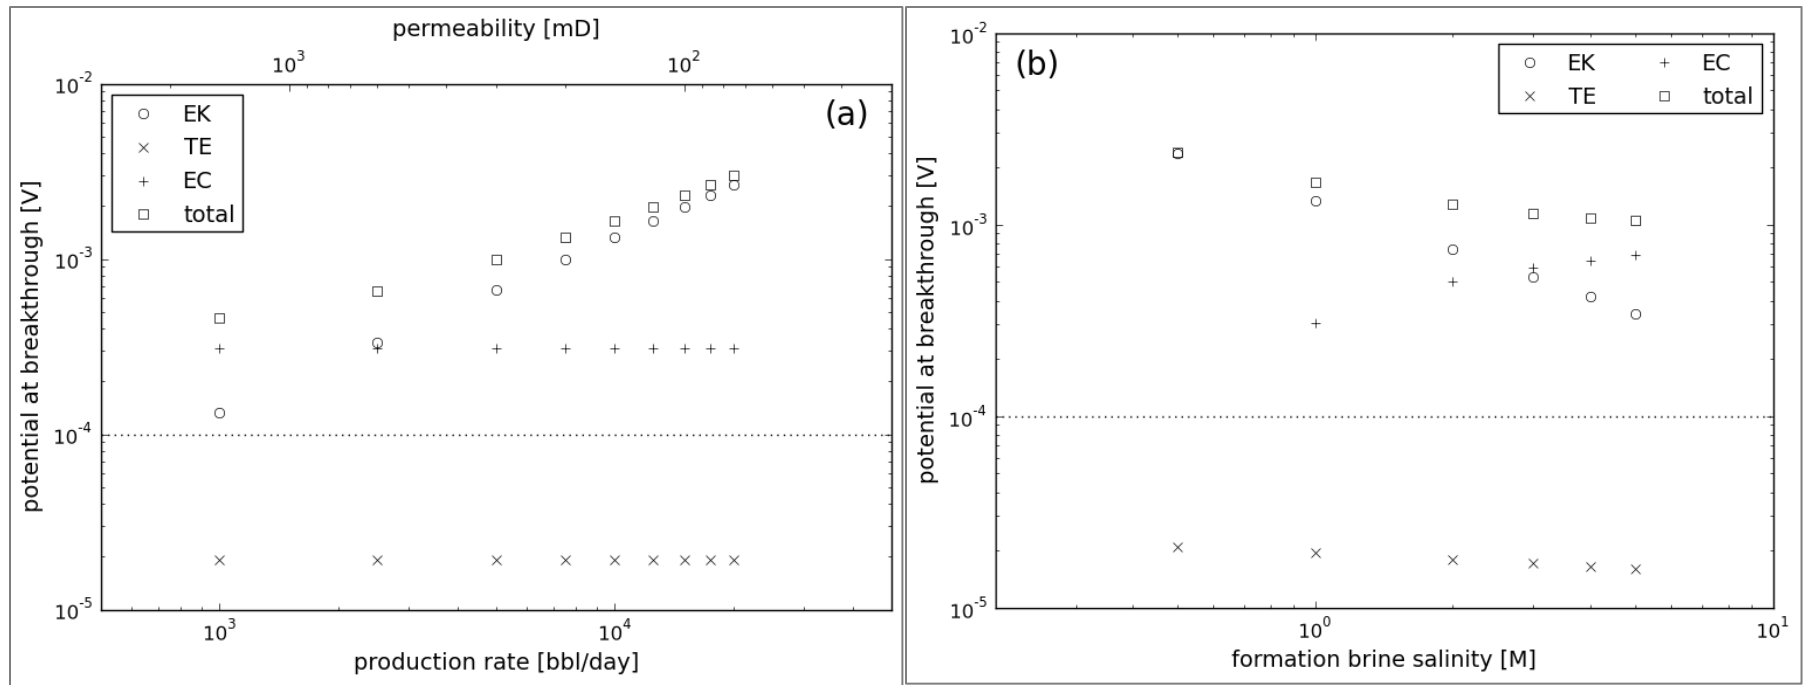 permeability [mD]
10^3 10^2
10^-2
EK
TE
EC
total
(a)
10^-3
10^-4
10^-5
potential at breakthrough [V]
10^3 10^4
production rate [bbl/day]
10^-2
(b)
EK EC
TE total
10^-3
10^-4
10^-5
potential at breakthrough [V]
10^0 10^1
formation brine salinity [M]